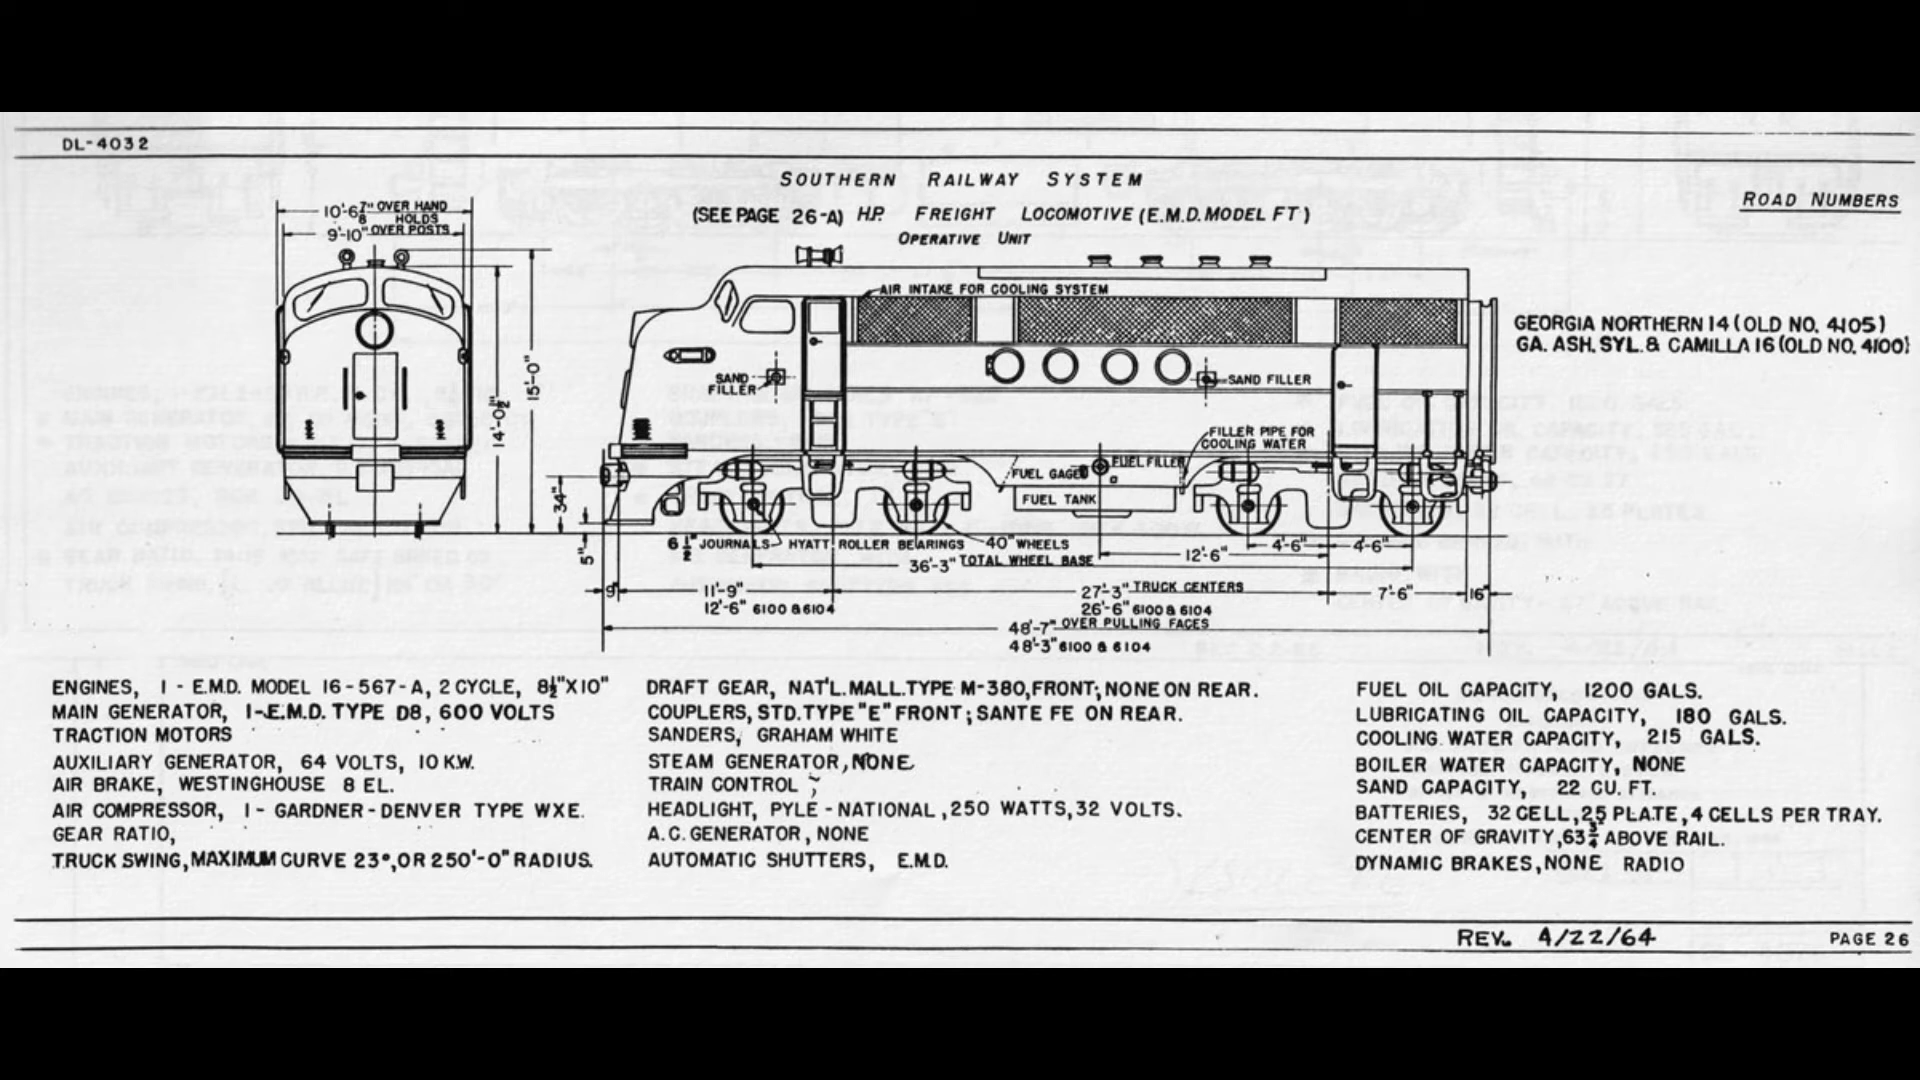 DL-4032
SOUTHERN RAILWAY SYSTEM
(SEE PAGE 26-A) H.P. FREIGHT LOCOMOTIVE (E.M.D. MODEL FT)
OPERATIVE UNIT
ROAD NUMBERS
GEORGIA NORTHERN 14 (OLD NO. 4105)
GA. ASH. SYL. & CAMILLA 16 (OLD NO. 4100)
10'-6 7/8" OVER HAND
HOLDS
9'-10" OVER POSTS
15'-0"
14'-0 1/2"
AIR INTAKE FOR COOLING SYSTEM
SAND
FILLER
SAND FILLER
FILLER PIPE FOR
COOLING WATER
FUEL GAGE
FUEL FILLER
FUEL TANK
34"
5"
6 1/2" JOURNALS - HYATT ROLLER BEARINGS
40" WHEELS
12'-6"
4'-6"
4'-6"
36'-3" TOTAL WHEEL BASE
9"
11'-9"
12'-6" 6100 & 6104
27'-3" TRUCK CENTERS
26'-6" 6100 & 6104
7'-6"
16"
48'-7" OVER PULLING FACES
48'-3" 6100 & 6104
ENGINES, 1 - E.M.D. MODEL 16-567-A, 2 CYCLE, 8½" X 10"
MAIN GENERATOR, 1-E.M.D. TYPE D8, 600 VOLTS
TRACTION MOTORS
AUXILIARY GENERATOR, 64 VOLTS, 10 K.W.
AIR BRAKE, WESTINGHOUSE 8 EL.
AIR COMPRESSOR, 1 - GARDNER-DENVER TYPE WXE.
GEAR RATIO,
TRUCK SWING, MAXIMUM CURVE 23°, OR 250'-0" RADIUS.
DRAFT GEAR, NAT'L. MALL. TYPE M-380, FRONT; NONE ON REAR.
COUPLERS, STD. TYPE "E" FRONT; SANTE FE ON REAR.
SANDERS, GRAHAM WHITE
STEAM GENERATOR, NONE
TRAIN CONTROL ;
HEADLIGHT, PYLE-NATIONAL, 250 WATTS, 32 VOLTS.
A.C. GENERATOR, NONE
AUTOMATIC SHUTTERS, E.M.D.
FUEL OIL CAPACITY, 1200 GALS.
LUBRICATING OIL CAPACITY, 180 GALS.
COOLING WATER CAPACITY, 215 GALS.
BOILER WATER CAPACITY, NONE
SAND CAPACITY, 22 CU. FT.
BATTERIES, 32 CELL, 25 PLATE, 4 CELLS PER TRAY.
CENTER OF GRAVITY, 63¾ ABOVE RAIL.
DYNAMIC BRAKES, NONE RADIO
REV. 4/22/64
PAGE 26